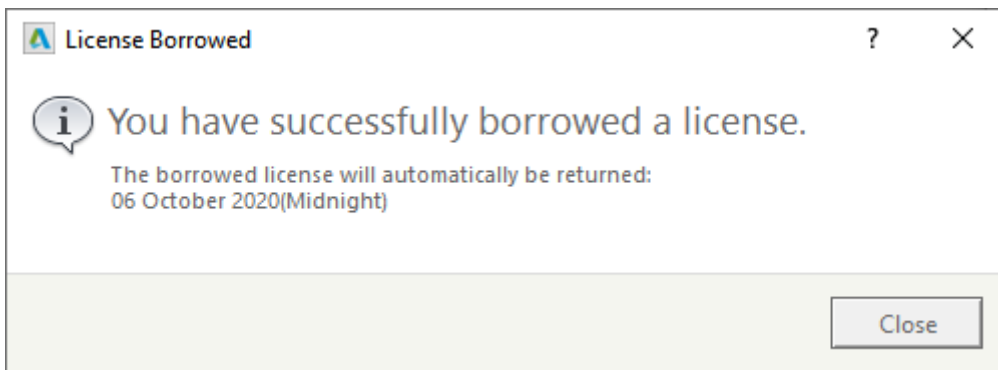 License Borrowed
You have successfully borrowed a license.
The borrowed license will automatically be returned:
06 October 2020(Midnight)
Close